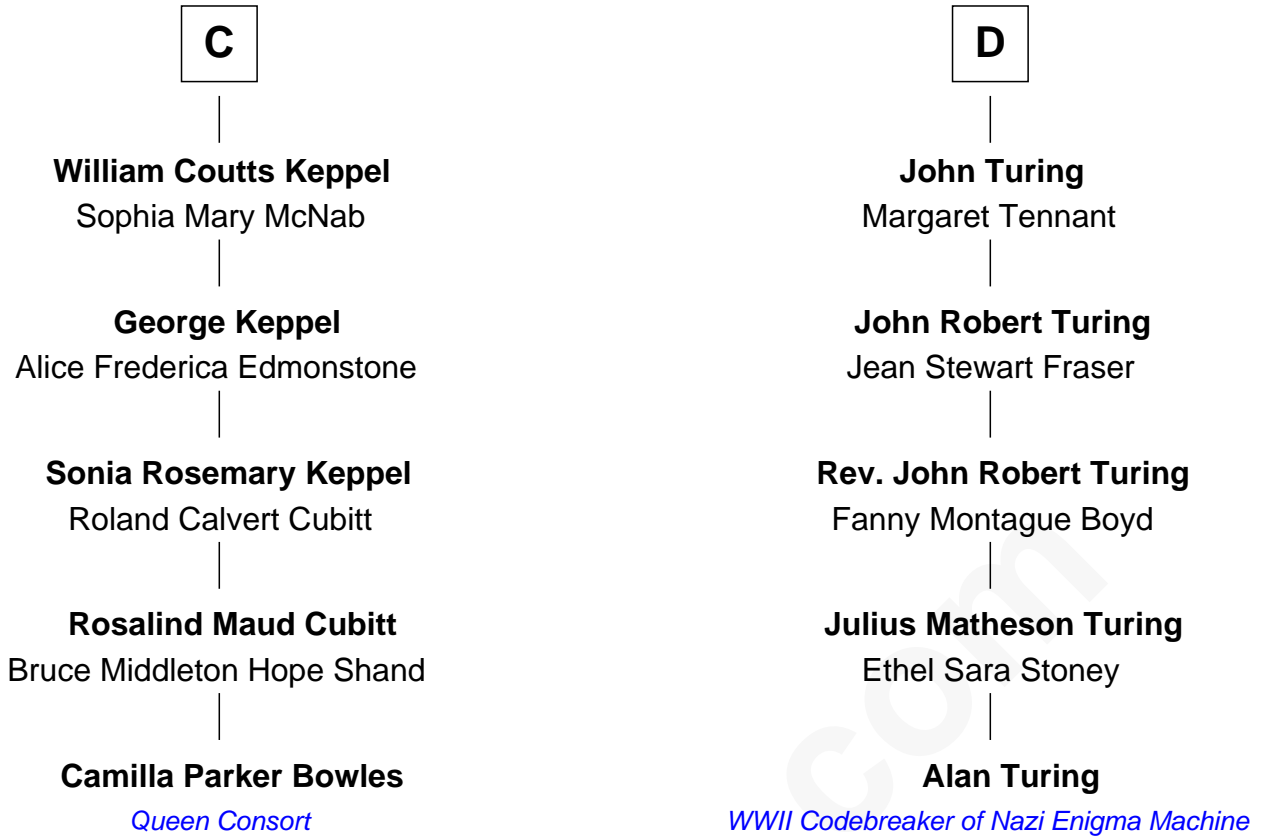 C
William Coutts Keppel
Sophia Mary McNab
George Keppel
Alice Frederica Edmonstone
Sonia Rosemary Keppel
Roland Calvert Cubitt
Rosalind Maud Cubitt
Bruce Middleton Hope Shand
Camilla Parker Bowles
Queen Consort
D
John Turing
Margaret Tennant
John Robert Turing
Jean Stewart Fraser
Rev. John Robert Turing
Fanny Montague Boyd
Julius Matheson Turing
Ethel Sara Stoney
Alan Turing
WWII Codebreaker of Nazi Enigma Machine
com